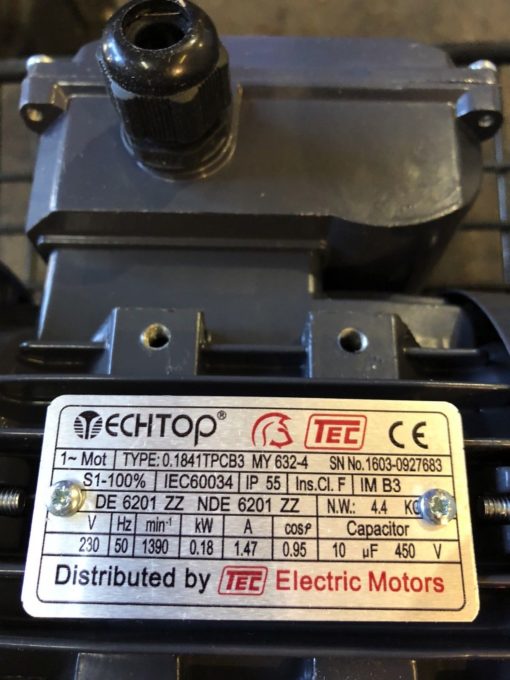 TECHTOP® TEC CE
1~ Mot TYPE: 0.1841TPCB3 MY 632-4 SN No.1603-0927683
S1-100% IEC60034 IP 55 Ins.Cl. F IM B3
DE 6201 ZZ NDE 6201 ZZ N.W.: 4.4 KG
V Hz min⁻¹ kW A cosφ Capacitor
230 50 1390 0.18 1.47 0.95 10 µF 450 V
Distributed by TEC Electric Motors